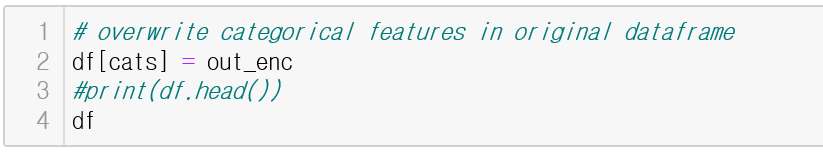 1 # overwrite categorical features in original dataframe
2 df[cats] = out_enc
3 #print(df.head())
4 df